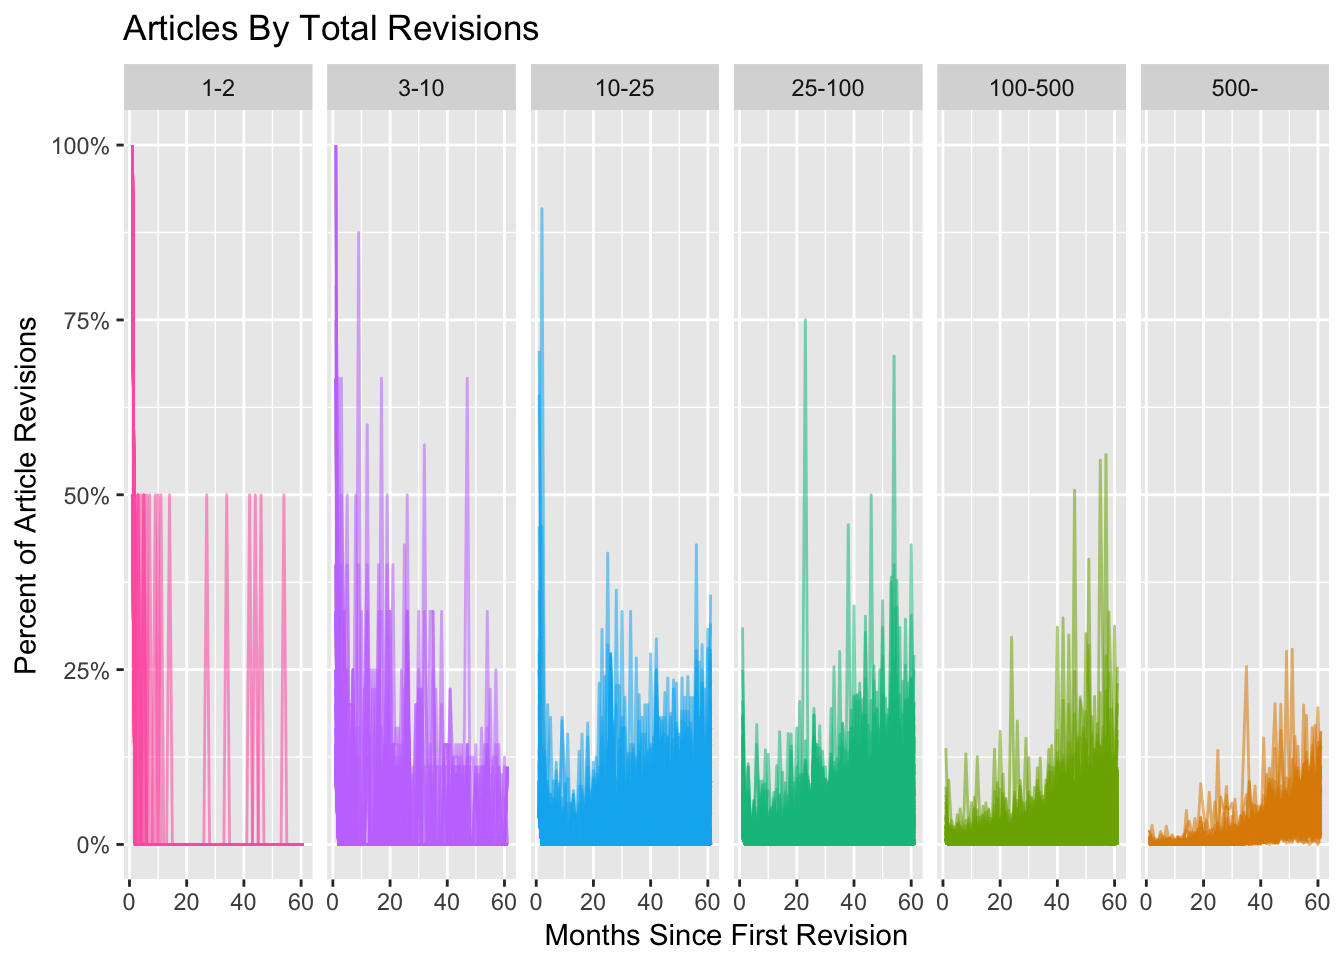 Articles By Total Revisions
1-2 3-10 10-25 25-100 100-500 500-
100%
75%
50%
25%
0%
Percent of Article Revisions
0 20 40 60 0 20 40 60 0 20 40 60 0 20 40 60 0 20 40 60 0 20 40 60
Months Since First Revision